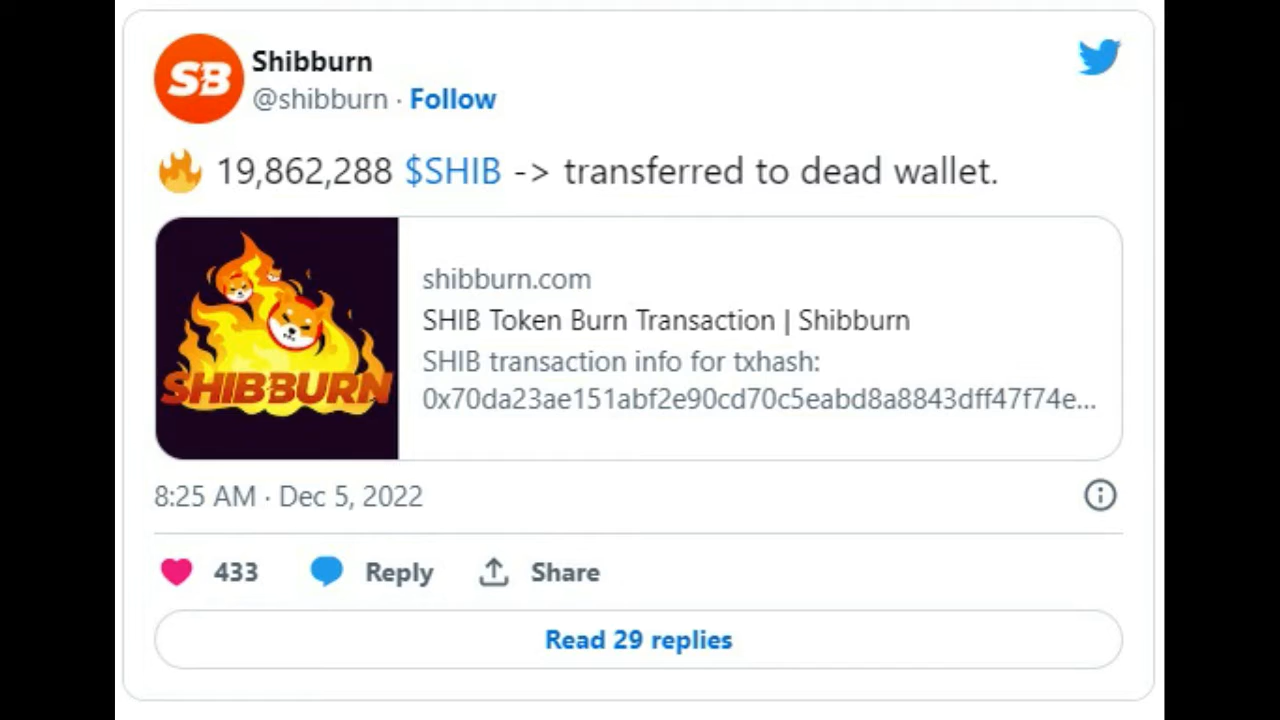 SB
Shibburn
@shibburn · Follow
🔥 19,862,288 $SHIB -> transferred to dead wallet.
SHIBBURN
shibburn.com
SHIB Token Burn Transaction | Shibburn
SHIB transaction info for txhash:
0x70da23ae151abf2e90cd70c5eabd8a8843dff47f74e...
8:25 AM · Dec 5, 2022
433 Reply Share
Read 29 replies